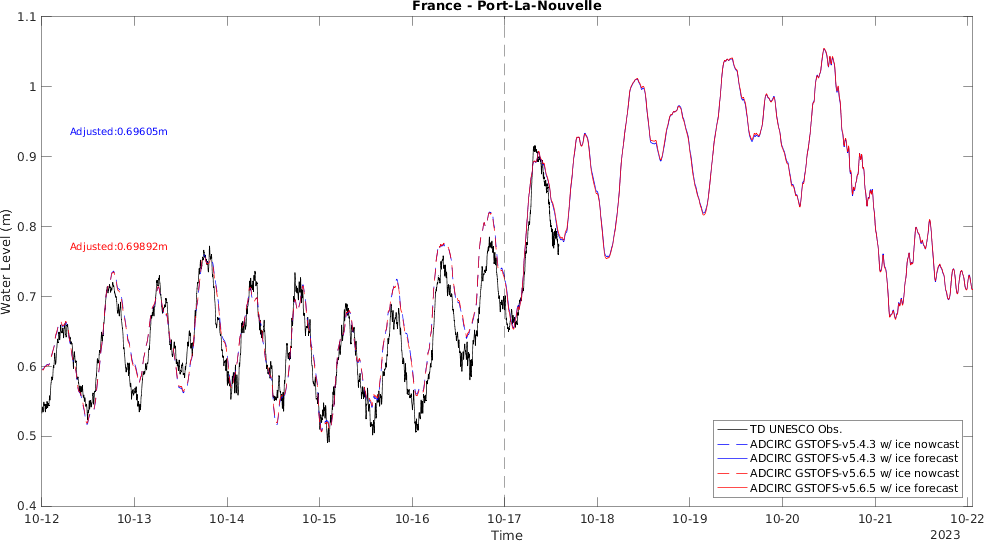 France - Port-La-Nouvelle
1.1
1
0.9
0.8
0.7
0.6
0.5
0.4
Water Level (m)
Adjusted:0.69605m
Adjusted:0.69892m
TD UNESCO Obs.
ADCIRC GSTOFS-v5.4.3 w/ ice nowcast
ADCIRC GSTOFS-v5.4.3 w/ ice forecast
ADCIRC GSTOFS-v5.6.5 w/ ice nowcast
ADCIRC GSTOFS-v5.6.5 w/ ice forecast
10-12 10-13 10-14 10-15 10-16 10-17 10-18 10-19 10-20 10-21 10-22
Time
2023